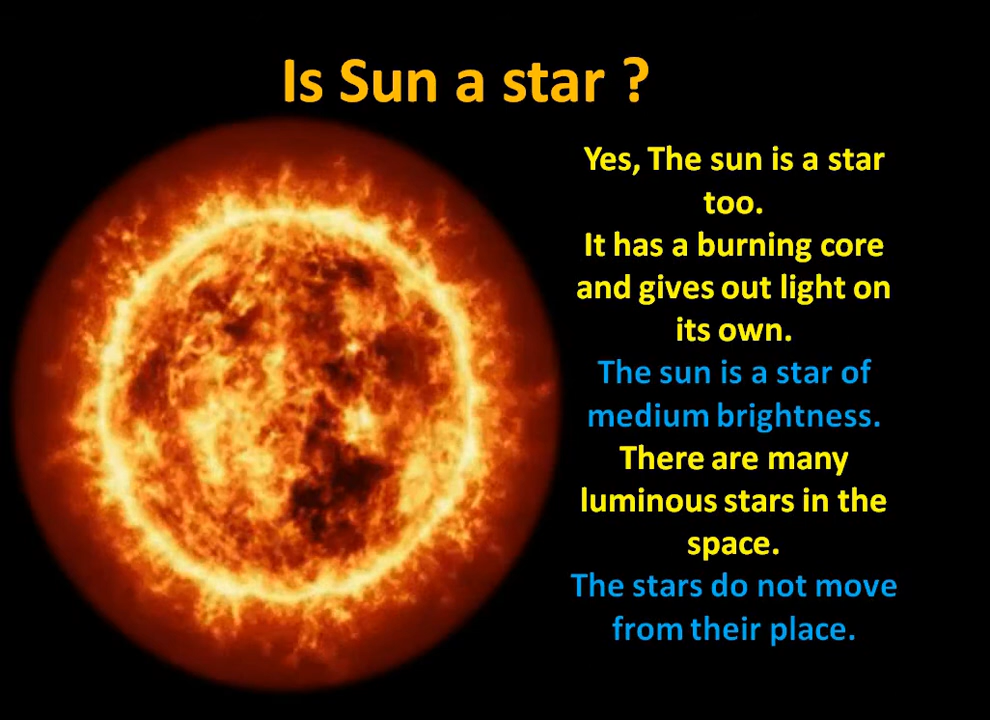 Is Sun a star ?
Yes, The sun is a star
too.
It has a burning core
and gives out light on
its own.
The sun is a star of
medium brightness.
There are many
luminous stars in the
space.
The stars do not move
from their place.